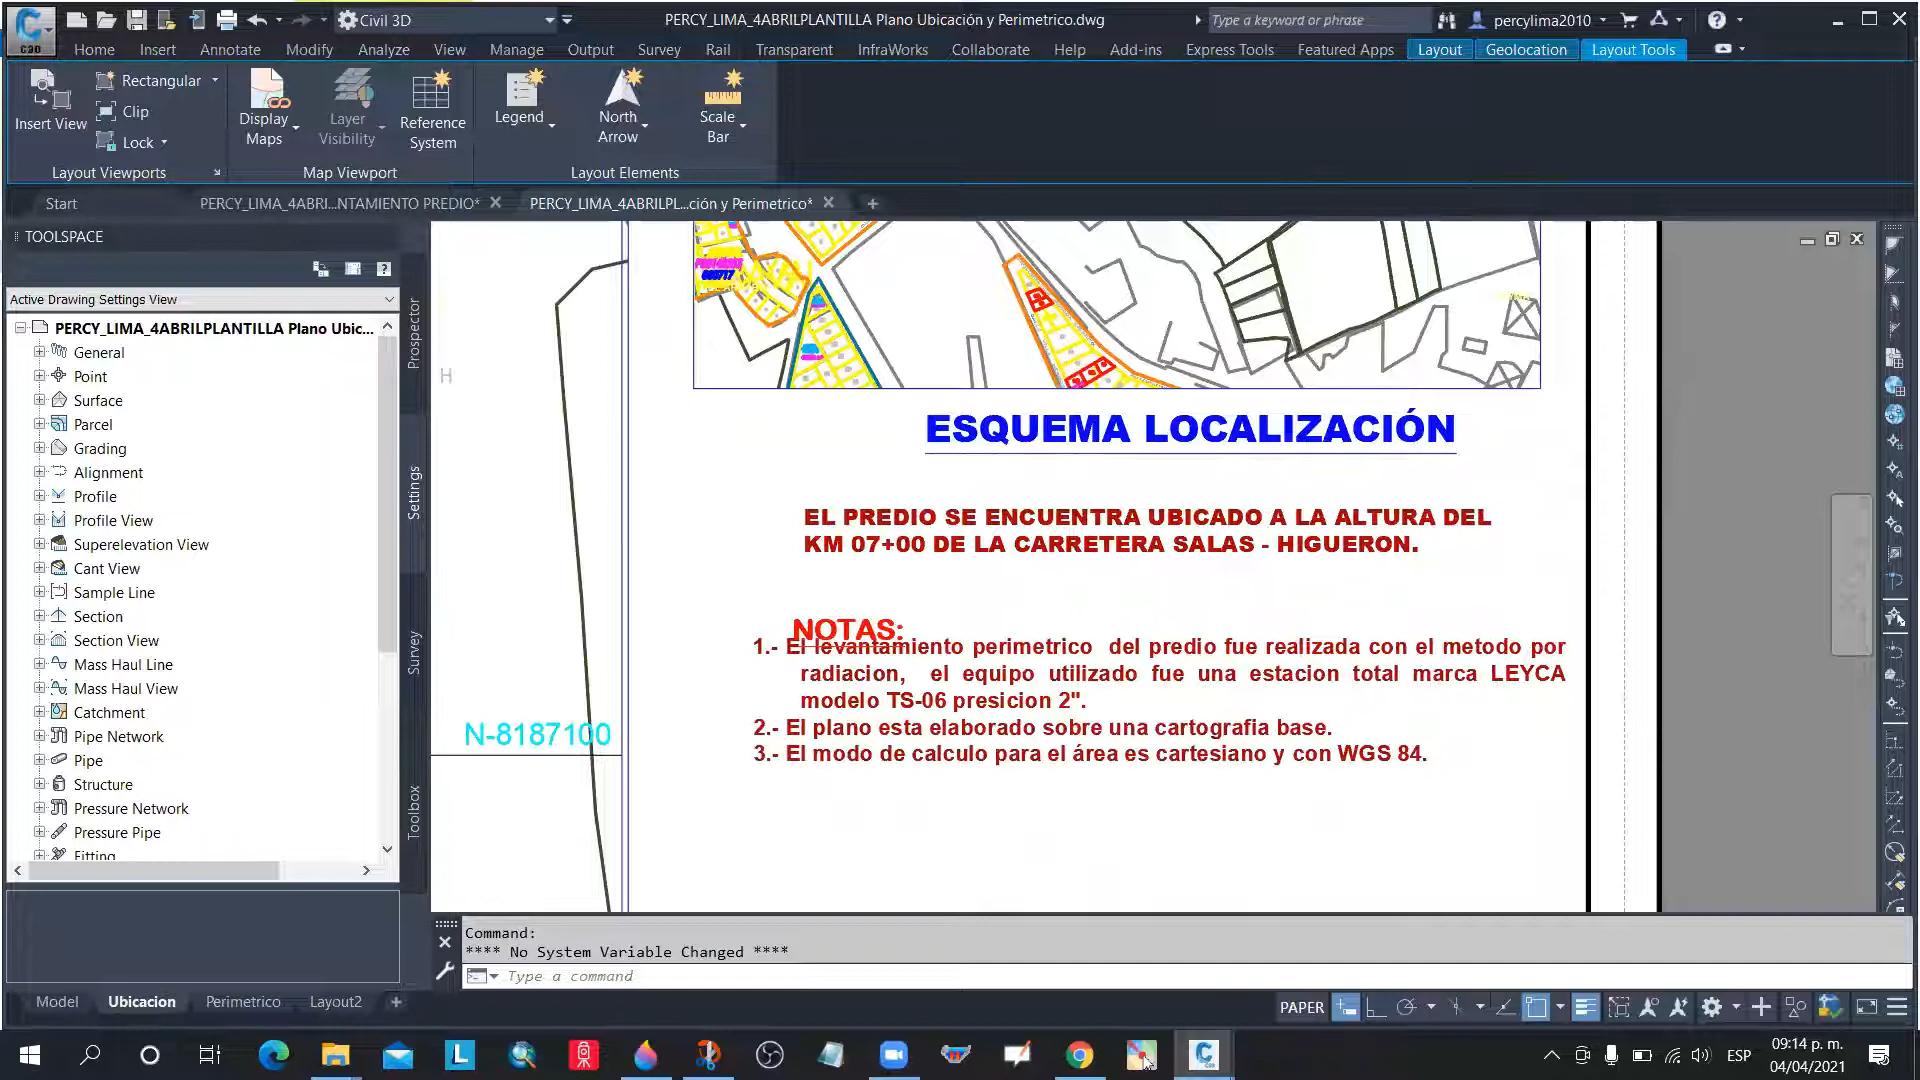 Civil 3D
PERCY_LIMA_4ABRILPLANTILLA Plano Ubicación y Perimetrico.dwg
Type a keyword or phrase
percylima2010
C3D
Home Insert Annotate Modify Analyze View Manage Output Survey Rail Transparent InfraWorks Collaborate Help Add-ins Express Tools Featured Apps Layout Geolocation Layout Tools
Insert View
Rectangular
Clip
Lock
Display Maps
Layer Visibility
Reference System
Legend
North Arrow
Scale Bar
Layout Viewports
Map Viewport
Layout Elements
Start
PERCY_LIMA_4ABRI...NTAMIENTO PREDIO*
PERCY_LIMA_4ABRILPL...ción y Perimetrico*
TOOLSPACE
Active Drawing Settings View
PERCY_LIMA_4ABRILPLANTILLA Plano Ubic...
General
Point
Surface
Parcel
Grading
Alignment
Profile
Profile View
Superelevation View
Cant View
Sample Line
Section
Section View
Mass Haul Line
Mass Haul View
Catchment
Pipe Network
Pipe
Structure
Pressure Network
Pressure Pipe
Fitting
Prospector
Settings
Survey
Toolbox
H
N-8187100
ESQUEMA LOCALIZACIÓN
EL PREDIO SE ENCUENTRA UBICADO A LA ALTURA DEL
KM 07+00 DE LA CARRETERA SALAS - HIGUERON.
NOTAS:
1.- El levantamiento perimetrico del predio fue realizada con el metodo por
radiacion, el equipo utilizado fue una estacion total marca LEYCA
modelo TS-06 presicion 2".
2.- El plano esta elaborado sobre una cartografia base.
3.- El modo de calculo para el área es cartesiano y con WGS 84.
Command:
**** No System Variable Changed ****
Type a command
Model Ubicacion Perimetrico Layout2
PAPER
ESP
09:14 p. m.
04/04/2021